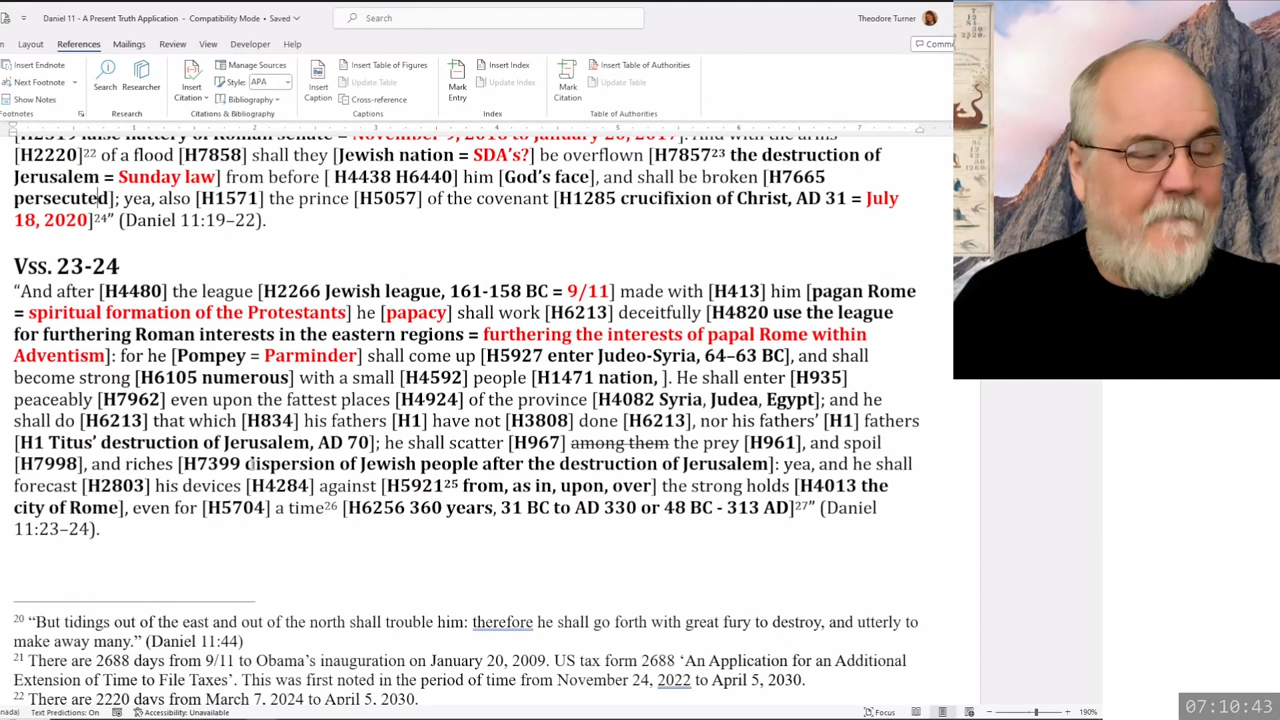 Daniel 11 - A Present Truth Application - Compatibility Mode • Saved
Search
Theodore Turner
Layout References Mailings Review View Developer Help
Comm
Insert Endnote
Next Footnote
Show Notes
Footnotes
Search
Researcher
Research
Insert Citation
Manage Sources
Style: APA
Bibliography
Citations & Bibliography
Insert Caption
Insert Table of Figures
Update Table
Cross-reference
Captions
Mark Entry
Insert Index
Update Index
Index
Mark Citation
Insert Table of Authorities
Update Table
Table of Authorities
2 3 4 5 6 7
[H2220]22 of a flood [H7858] shall they [Jewish nation = SDA's?] be overflown [H785723 the destruction of
Jerusalem = Sunday law] from before [ H4438 H6440] him [God's face], and shall be broken [H7665
persecuted]; yea, also [H1571] the prince [H5057] of the covenant [H1285 crucifixion of Christ, AD 31 = July
18, 2020]24” (Daniel 11:19–22).
Vss. 23-24
“And after [H4480] the league [H2266 Jewish league, 161-158 BC = 9/11] made with [H413] him [pagan Rome
= spiritual formation of the Protestants] he [papacy] shall work [H6213] deceitfully [H4820 use the league
for furthering Roman interests in the eastern regions = furthering the interests of papal Rome within
Adventism]: for he [Pompey = Parminder] shall come up [H5927 enter Judeo-Syria, 64–63 BC], and shall
become strong [H6105 numerous] with a small [H4592] people [H1471 nation, ]. He shall enter [H935]
peaceably [H7962] even upon the fattest places [H4924] of the province [H4082 Syria, Judea, Egypt]; and he
shall do [H6213] that which [H834] his fathers [H1] have not [H3808] done [H6213], nor his fathers’ [H1] fathers
[H1 Titus’ destruction of Jerusalem, AD 70]; he shall scatter [H967] among them the prey [H961], and spoil
[H7998], and riches [H7399 dispersion of Jewish people after the destruction of Jerusalem]: yea, and he shall
forecast [H2803] his devices [H4284] against [H592125 from, as in, upon, over] the strong holds [H4013 the
city of Rome], even for [H5704] a time26 [H6256 360 years, 31 BC to AD 330 or 48 BC - 313 AD]27” (Daniel
11:23–24).
20 “But tidings out of the east and out of the north shall trouble him: therefore he shall go forth with great fury to destroy, and utterly to
make away many.” (Daniel 11:44)
21 There are 2688 days from 9/11 to Obama’s inauguration on January 20, 2009. US tax form 2688 ‘An Application for an Additional
Extension of Time to File Taxes’. This was first noted in the period of time from November 24, 2022 to April 5, 2030.
22 There are 2220 days from March 7, 2024 to April 5, 2030.
nada) Text Predictions: On Accessibility: Unavailable Focus 190%
07:10:43